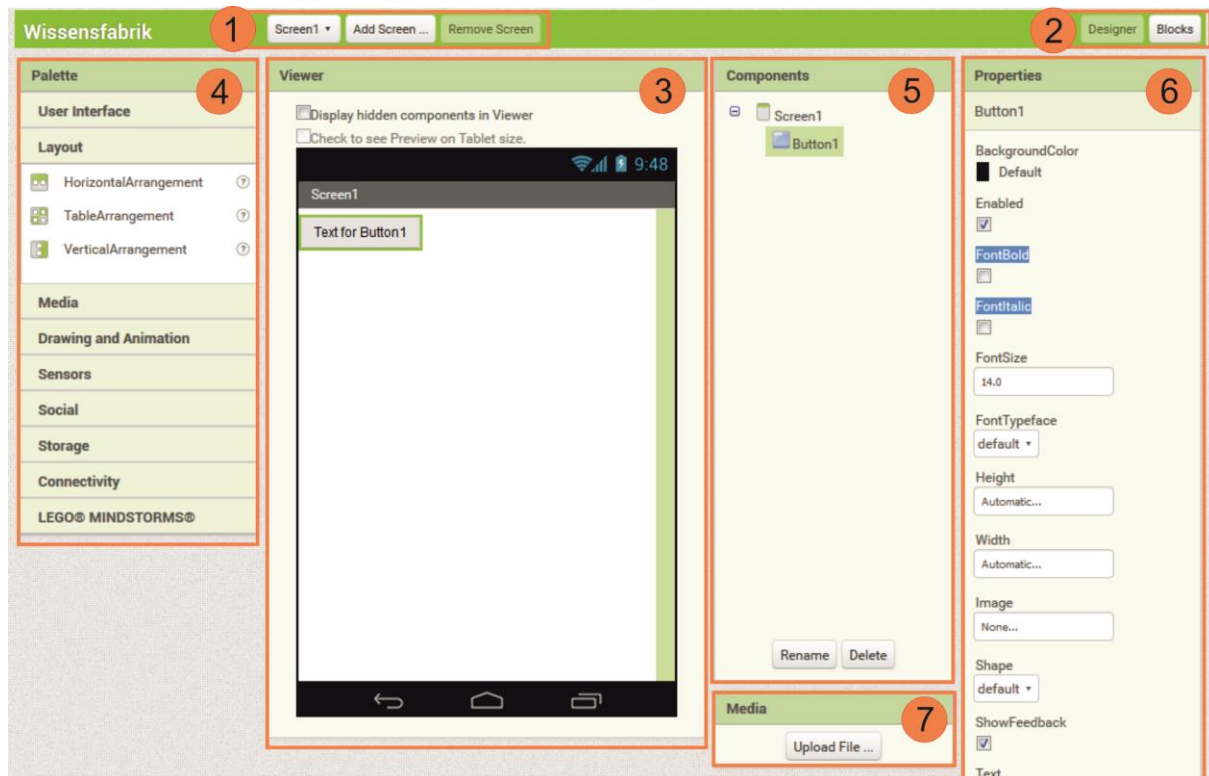 Wissensfabrik
1
Screen1
Add Screen ...
Remove Screen
2
Designer
Blocks
Palette
4
User Interface
Layout
HorizontalArrangement
?
TableArrangement
?
VerticalArrangement
?
Media
Drawing and Animation
Sensors
Social
Storage
Connectivity
LEGO® MINDSTORMS®
Viewer
3
Display hidden components in Viewer
Check to see Preview on Tablet size.
9:48
Screen1
Text for Button1
Components
5
Screen1
Button1
Rename
Delete
Media
7
Upload File ...
Properties
6
Button1
BackgroundColor
Default
Enabled
FontBold
FontItalic
FontSize
14.0
FontTypeface
default
Height
Automatic...
Width
Automatic...
Image
None...
Shape
default
ShowFeedback
Text